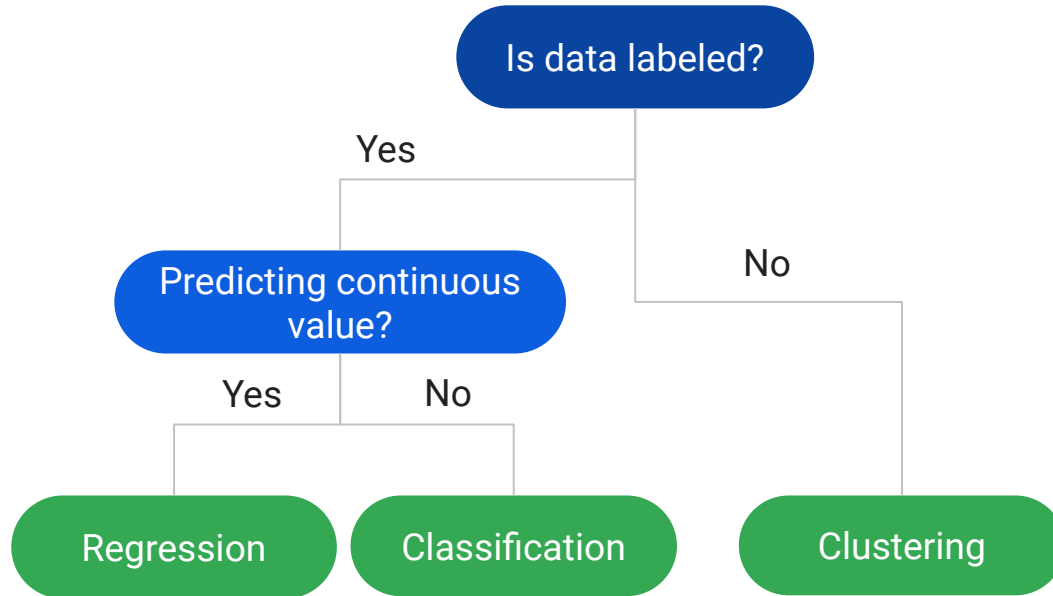 Is data labeled?
Yes
No
Predicting continuous
value?
Yes
No
Regression
Classification
Clustering